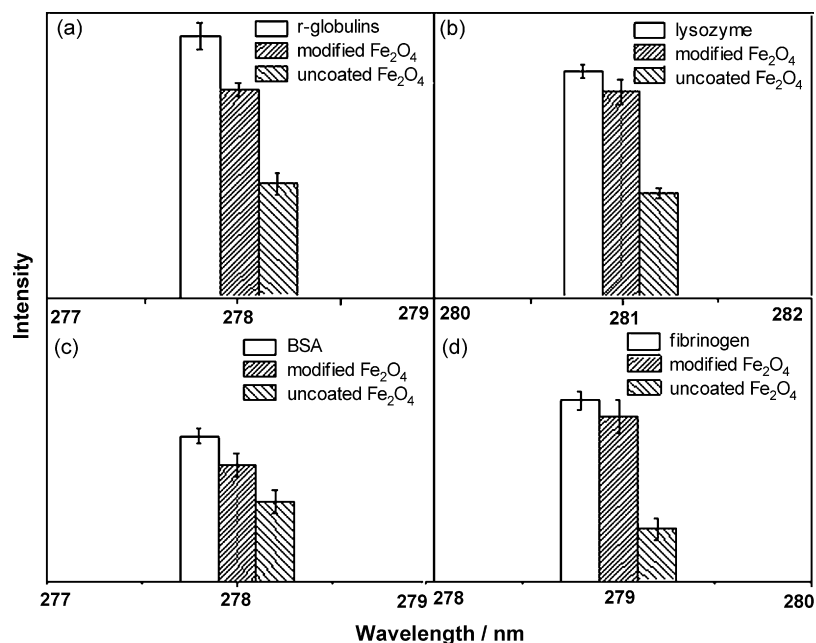 (a)
r-globulins
modified Fe₂O₄
uncoated Fe₂O₄
277
278
279
(b)
lysozyme
modified Fe₂O₄
uncoated Fe₂O₄
280
281
282
(c)
BSA
modified Fe₂O₄
uncoated Fe₂O₄
277
278
279
(d)
fibrinogen
modified Fe₂O₄
uncoated Fe₂O₄
278
279
280
Intensity
Wavelength / nm